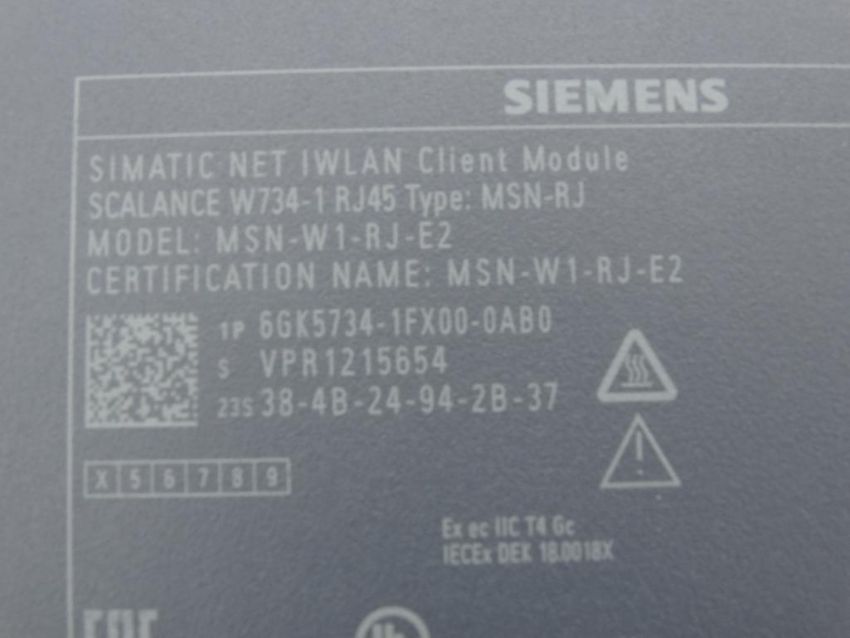 SIEMENS
SIMATIC NET IWLAN Client Module
SCALANCE W734-1 RJ45 Type: MSN-RJ
MODEL: MSN-W1-RJ-E2
CERTIFICATION NAME: MSN-W1-RJ-E2
1P 6GK5734-1FX00-0AB0
S VPR1215654
23S 38-4B-24-94-2B-37
X 5 6 7 8 9
Ex ec IIC T4 Gc
IECEx DEK 18.0018X